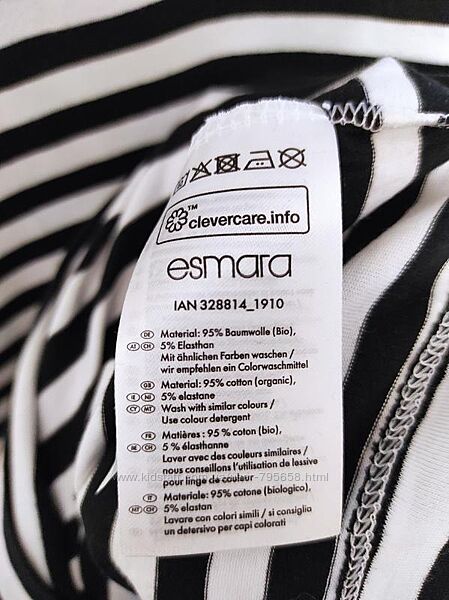 ™ clevercare.info
esmara
IAN 328814_1910
DE Material: 95% Baumwolle (Bio),
AT CH 5% Elasthan
Mit ähnlichen Farben waschen /
wir empfehlen ein Colorwaschmittel
GB Material: 95% cotton (organic),
IE NI 5% elastane
CY MT Wash with similar colours /
Use colour detergent
FR Matières : 95 % coton (bio),
BE CH 5 % élasthanne
Laver avec des couleurs similaires /
nous conseillons l'utilisation de lessive
pour linge de couleur
IT Materiale: 95% cotone (biologico),
MT CH 5% elastan
Lavare con colori simili / si consiglia
un detersivo per capi colorati